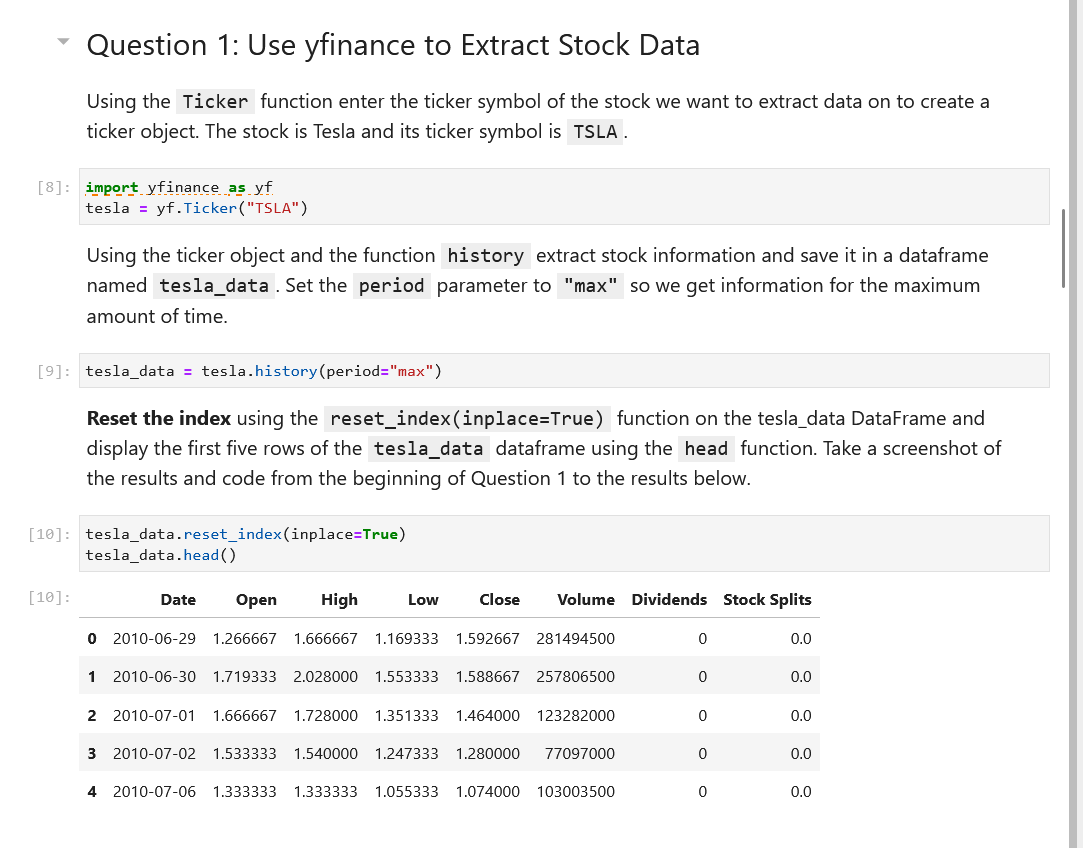 Question 1: Use yfinance to Extract Stock Data
Using the Ticker function enter the ticker symbol of the stock we want to extract data on to create a
ticker object. The stock is Tesla and its ticker symbol is TSLA.
[8]: import yfinance as yf
tesla = yf.Ticker("TSLA")
Using the ticker object and the function history extract stock information and save it in a dataframe
named tesla_data. Set the period parameter to "max" so we get information for the maximum
amount of time.
[9]: tesla_data = tesla.history(period="max")
Reset the index using the reset_index(inplace=True) function on the tesla_data DataFrame and
display the first five rows of the tesla_data dataframe using the head function. Take a screenshot of
the results and code from the beginning of Question 1 to the results below.
[10]: tesla_data.reset_index(inplace=True)
tesla_data.head()
[10]: Date Open High Low Close Volume Dividends Stock Splits
0 2010-06-29 1.266667 1.666667 1.169333 1.592667 281494500 0 0.0
1 2010-06-30 1.719333 2.028000 1.553333 1.588667 257806500 0 0.0
2 2010-07-01 1.666667 1.728000 1.351333 1.464000 123282000 0 0.0
3 2010-07-02 1.533333 1.540000 1.247333 1.280000 77097000 0 0.0
4 2010-07-06 1.333333 1.333333 1.055333 1.074000 103003500 0 0.0